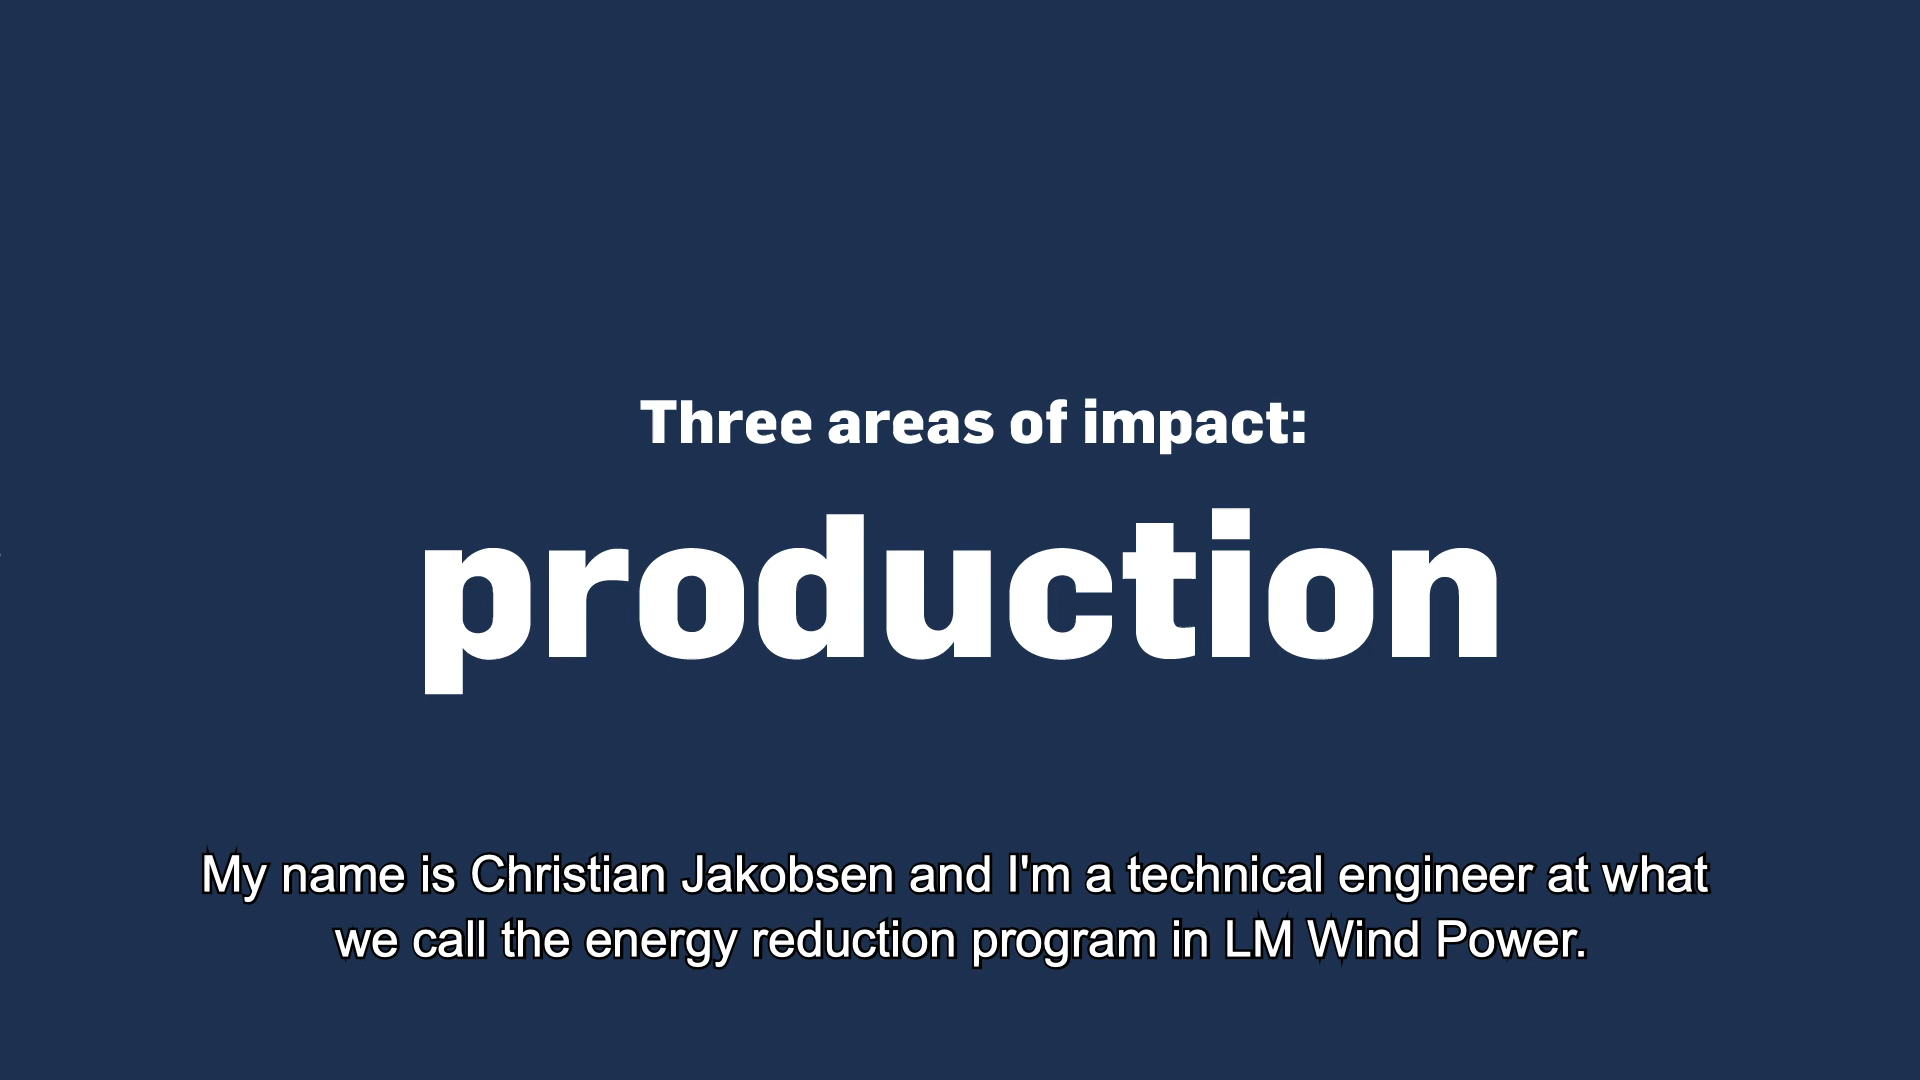 Three areas of impact:
production
My name is Christian Jakobsen and I'm a technical engineer at what
we call the energy reduction program in LM Wind Power.